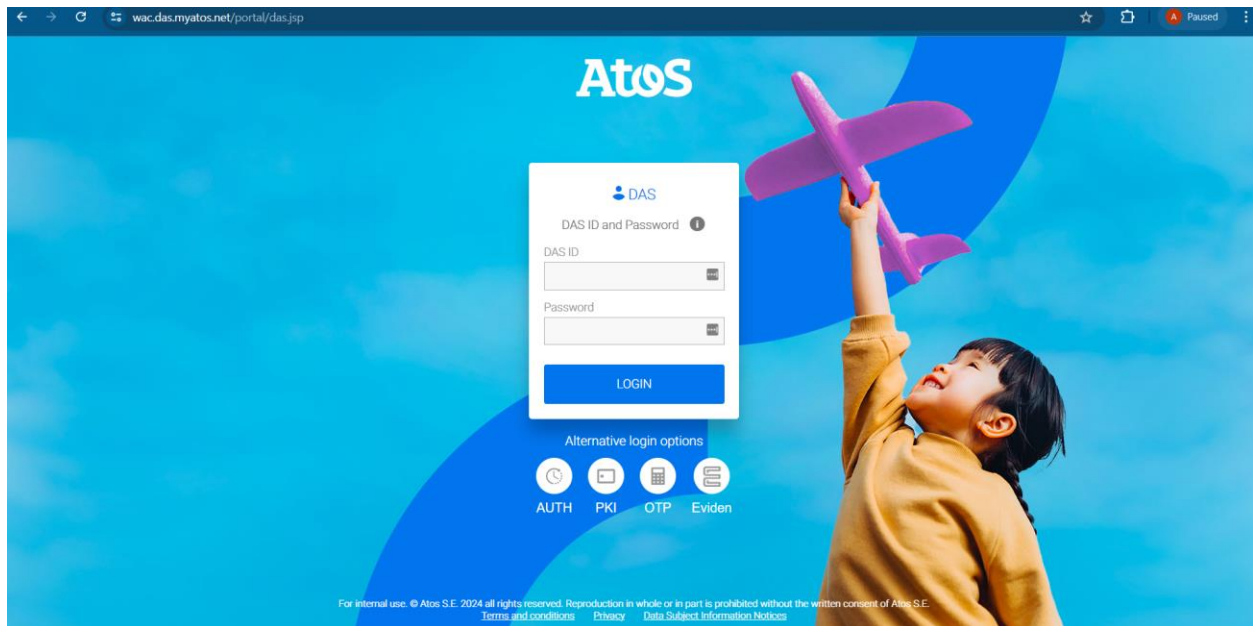 wac.das.myatos.net/portal/das.jsp
A Paused
Atos
DAS
DAS ID and Password i
DAS ID
Password
LOGIN
Alternative login options
AUTH PKI OTP Eviden
For internal use. © Atos S.E. 2024 all rights reserved. Reproduction in whole or in part is prohibited without the written consent of Atos S.E.
Terms and conditions Privacy Data Subject Information Notices